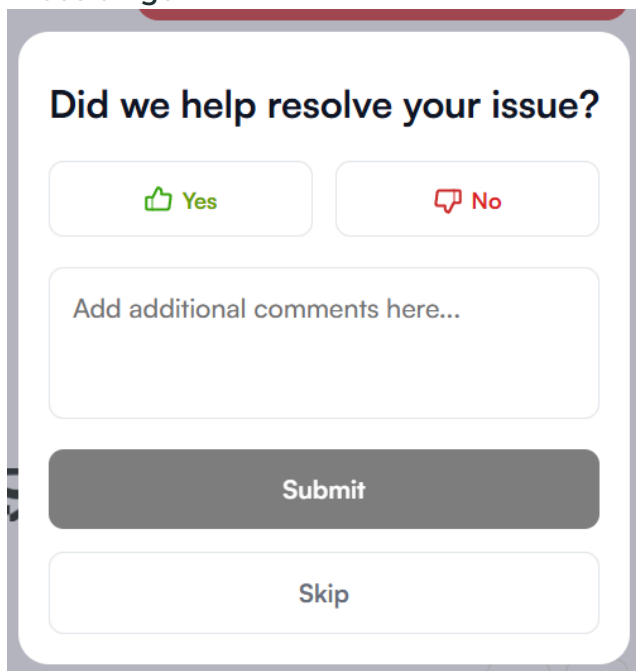 Did we help resolve your issue?
Yes
No
Add additional comments here...
Submit
Skip